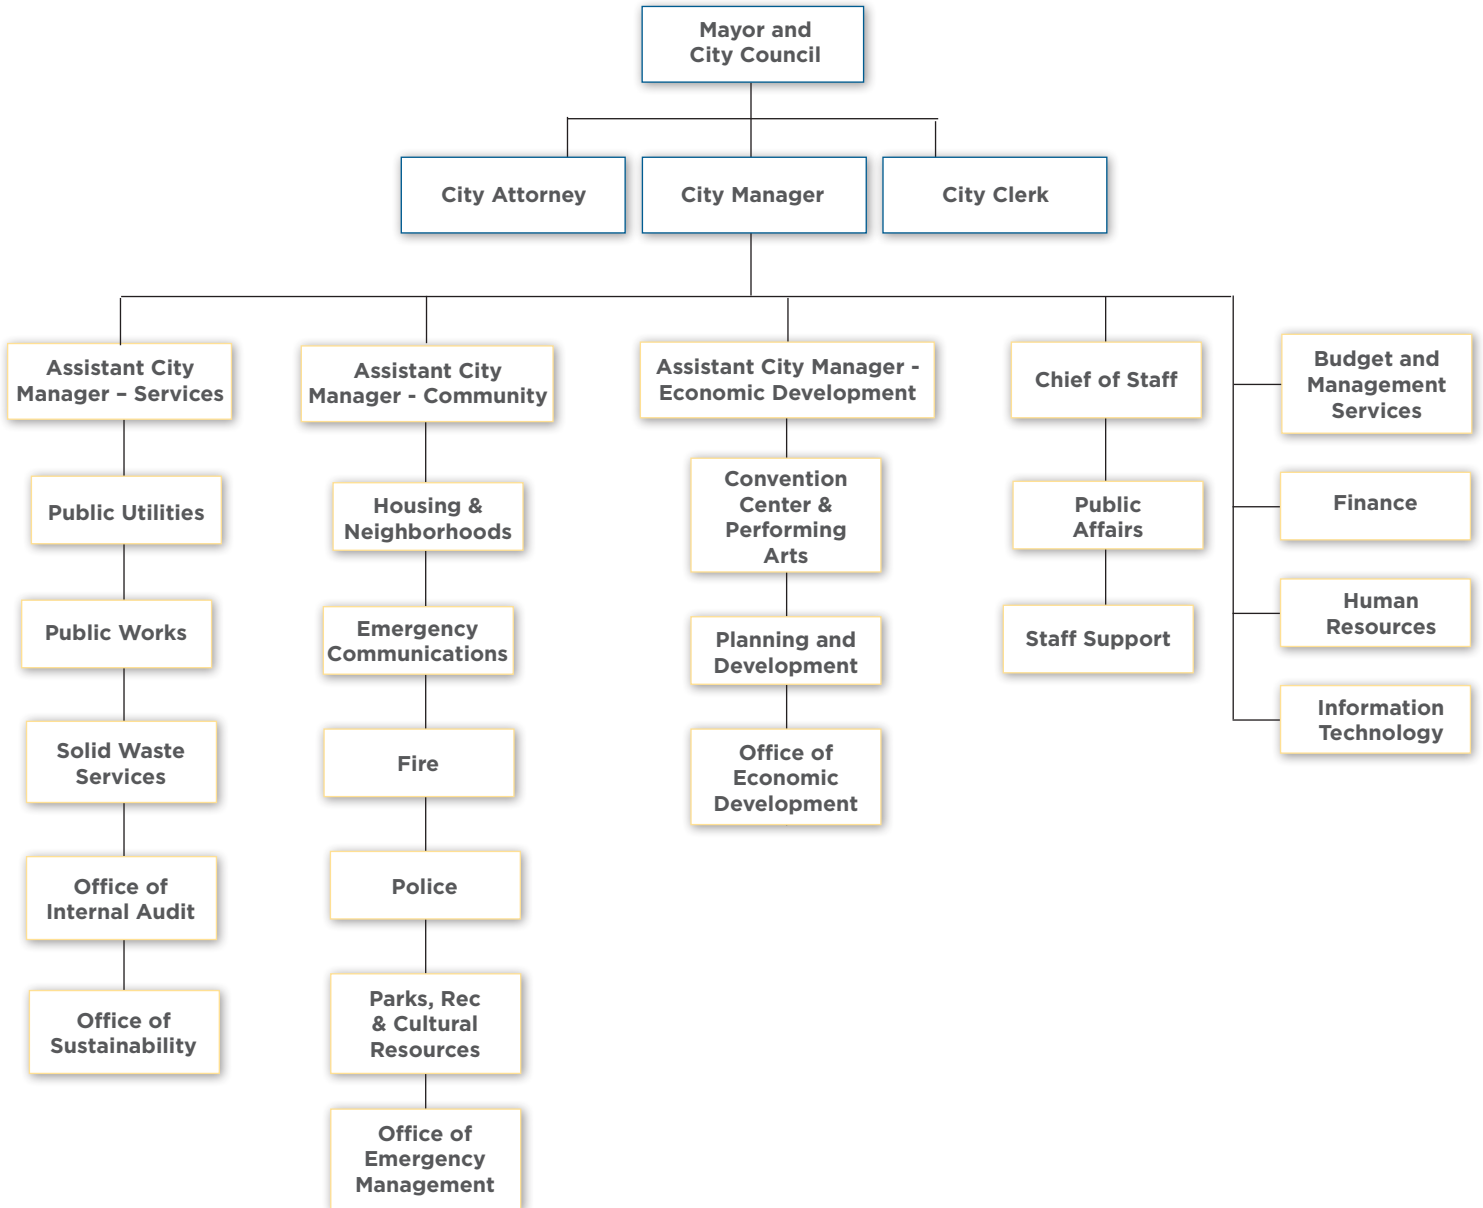 Mayor and
City Council
City Attorney
City Manager
City Clerk
Assistant City
Manager – Services
Public Utilities
Public Works
Solid Waste
Services
Office of
Internal Audit
Office of
Sustainability
Assistant City
Manager - Community
Housing &
Neighborhoods
Emergency
Communications
Fire
Police
Parks, Rec
& Cultural
Resources
Office of
Emergency
Management
Assistant City Manager -
Economic Development
Convention
Center &
Performing
Arts
Planning and
Development
Office of
Economic
Development
Chief of Staff
Public
Affairs
Staff Support
Budget and
Management
Services
Finance
Human
Resources
Information
Technology